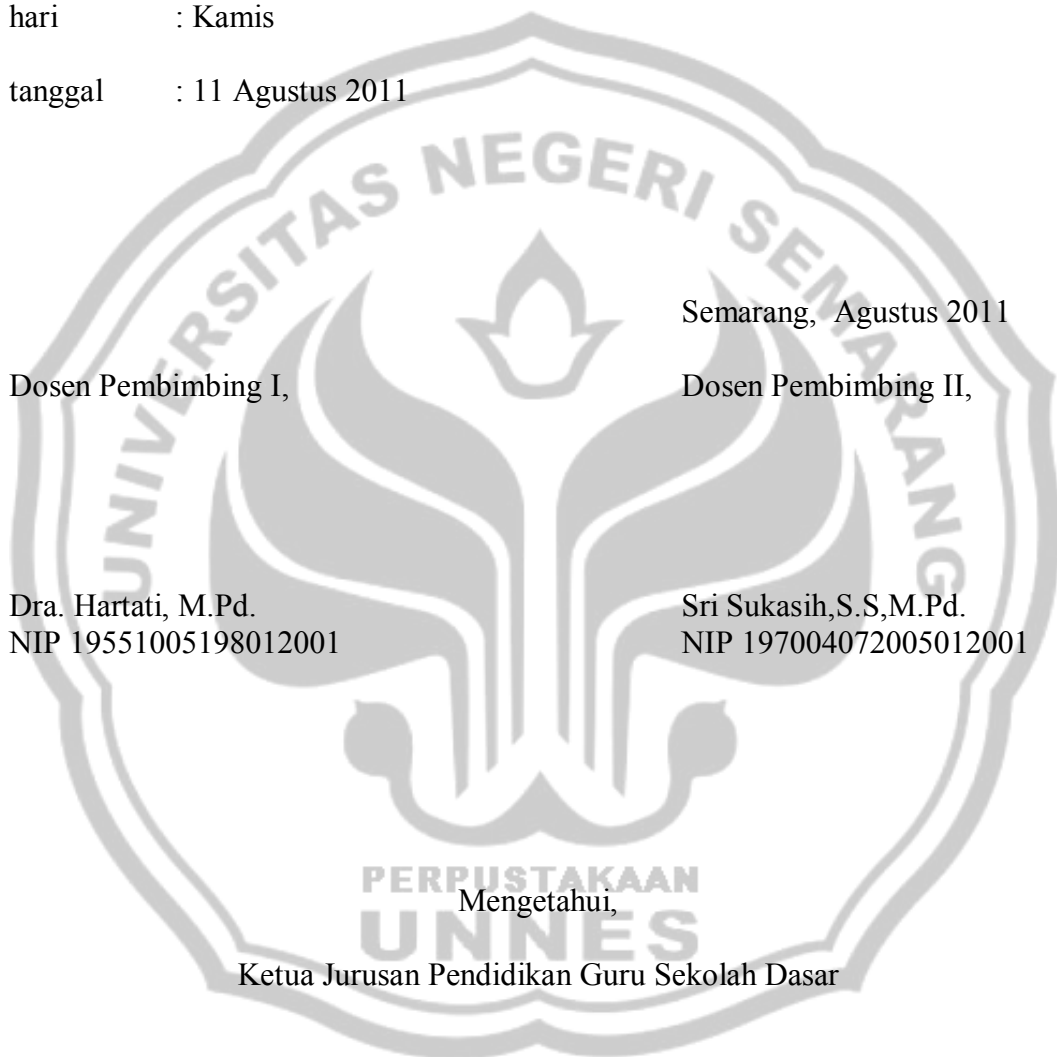 hari : Kamis
tanggal : 11 Agustus 2011
UNIVERSITAS NEGERI SEMARANG
Semarang, Agustus 2011
Dosen Pembimbing I, Dosen Pembimbing II,
Dra. Hartati, M.Pd. Sri Sukasih,S.S,M.Pd.
NIP 19551005198012001 NIP 197004072005012001
PERPUSTAKAAN
Mengetahui,
UNNES
Ketua Jurusan Pendidikan Guru Sekolah Dasar